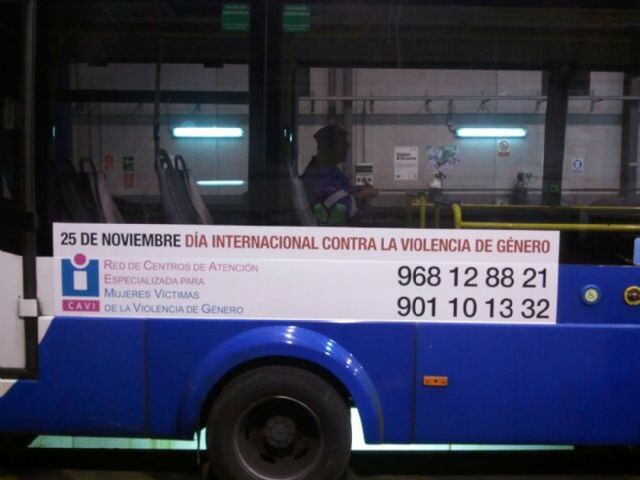 25 DE NOVIEMBRE DÍA INTERNACIONAL CONTRA LA VIOLENCIA DE GÉNERO
i
CAVI
RED DE CENTROS DE ATENCIÓN
ESPECIALIZADA PARA
MUJERES VÍCTIMAS
DE LA VIOLENCIA DE GÉNERO
968 12 88 21
901 10 13 32